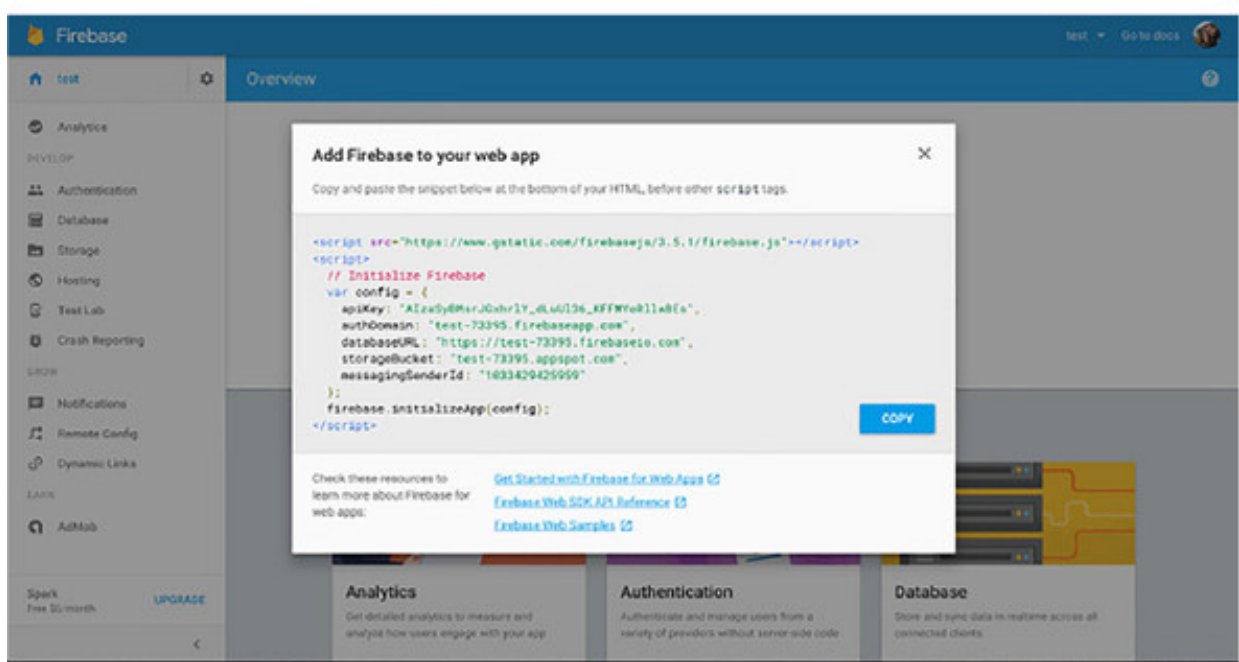 Firebase
test
Go to docs
test
Overview
Analytics
DEVELOP
Authentication
Database
Storage
Hosting
Test Lab
Crash Reporting
GROW
Notifications
Remote Config
Dynamic Links
EARN
AdMob
Spark
Free $0/month
UPGRADE
Add Firebase to your web app
Copy and paste the snippet below at the bottom of your HTML, before other script tags.
<script src="https://www.gstatic.com/firebasejs/3.5.1/firebase.js"></script>
<script>
// Initialize Firebase
var config = {
apiKey:
authDomain: "test-73395.firebaseapp.com",
databaseURL: "https://test-73395.firebaseio.com",
storageBucket: "test-73395.appspot.com",
messagingSenderId: "1033429425959"
};
firebase.initializeApp(config);
</script>
COPY
Check these resources to
learn more about Firebase for
web apps:
Get Started with Firebase for Web Apps
Firebase Web SDK API Reference
Firebase Web Samples
Analytics
Get detailed analytics to measure and
analyze how users engage with your app
Authentication
Authenticate and manage users from a
variety of providers without server-side code
Database
Store and sync data in realtime across all
connected clients.